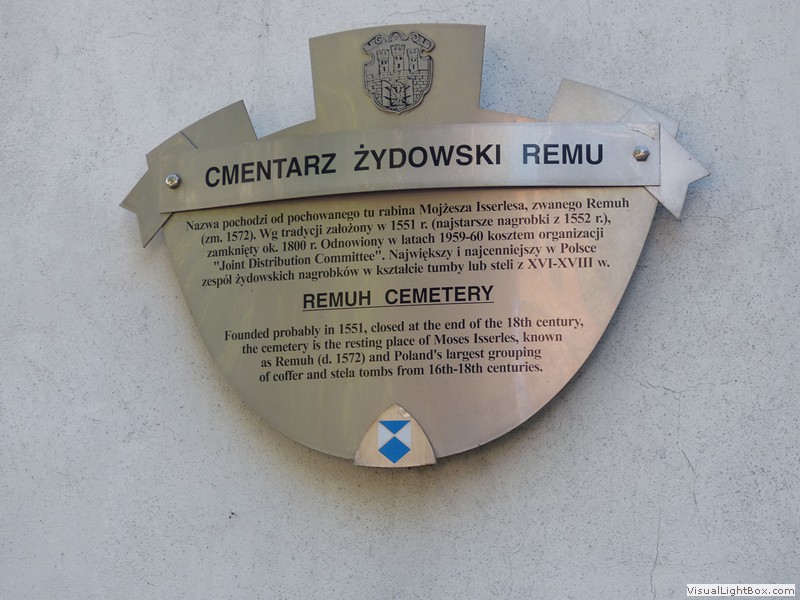 CMENTARZ ŻYDOWSKI REMU
Nazwa pochodzi od pochowanego tu rabina Mojżesza Isserlesa, zwanego Remuh
(zm. 1572). Wg tradycji założony w 1551 r. (najstarsze nagrobki z 1552 r.),
zamknięty ok. 1800 r. Odnowiony w latach 1959-60 kosztem organizacji
"Joint Distribution Committee". Największy i najcenniejszy w Polsce
zespół żydowskich nagrobków w kształcie tumby lub steli z XVI-XVIII w.
REMUH CEMETERY
Founded probably in 1551, closed at the end of the 18th century,
the cemetery is the resting place of Moses Isserles, known
as Remuh (d. 1572) and Poland's largest grouping
of coffer and stela tombs from 16th-18th centuries.
VisualLightBox.com